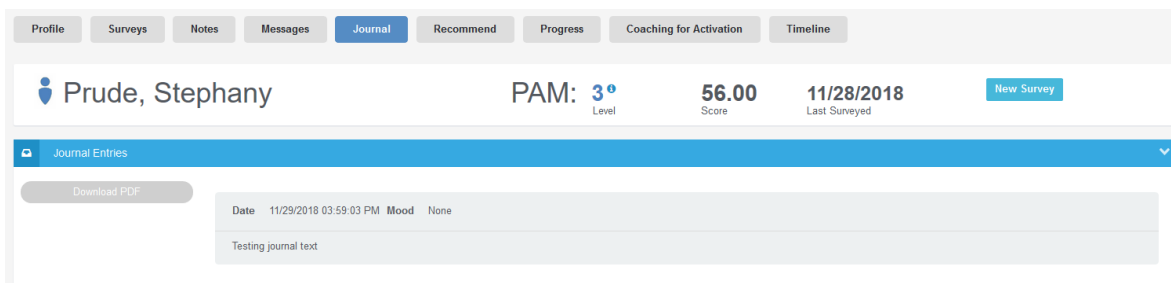 Profile Surveys Notes Messages Journal Recommend Progress Coaching for Activation Timeline
Prude, Stephany PAM: 3 56.00 11/28/2018 New Survey
Level Score Last Surveyed
Journal Entries
Download PDF
Date 11/29/2018 03:59:03 PM Mood None
Testing journal text